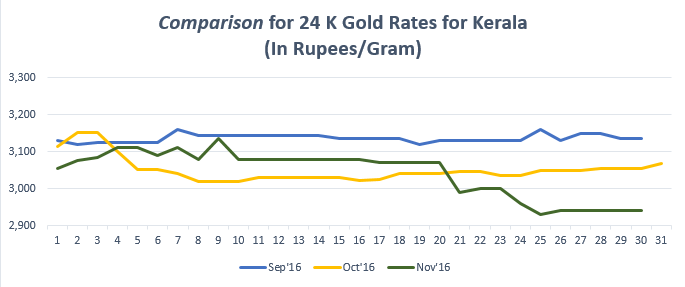 Comparison for 24 K Gold Rates for Kerala
(In Rupees/Gram)
3,300
3,200
3,100
3,000
2,900
1 2 3 4 5 6 7 8 9 10 11 12 13 14 15 16 17 18 19 20 21 22 23 24 25 26 27 28 29 30 31
Sep'16 Oct'16 Nov'16